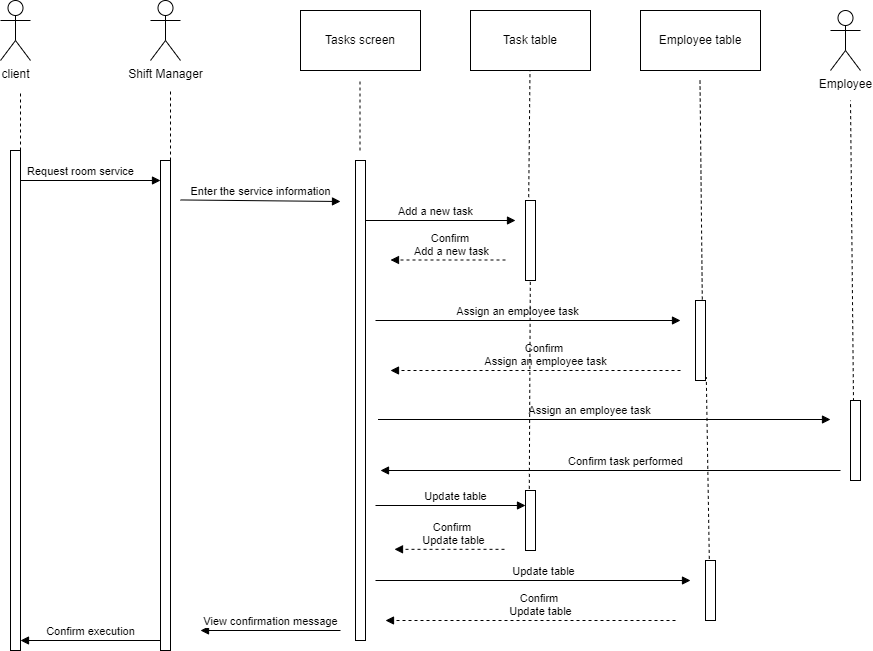 client
Shift Manager
Tasks screen
Task table
Employee table
Employee
Request room service
Enter the service information
Add a new task
Confirm
Add a new task
Assign an employee task
Confirm
Assign an employee task
Assign an employee task
Confirm task performed
Update table
Confirm
Update table
Update table
Confirm
Update table
View confirmation message
Confirm execution